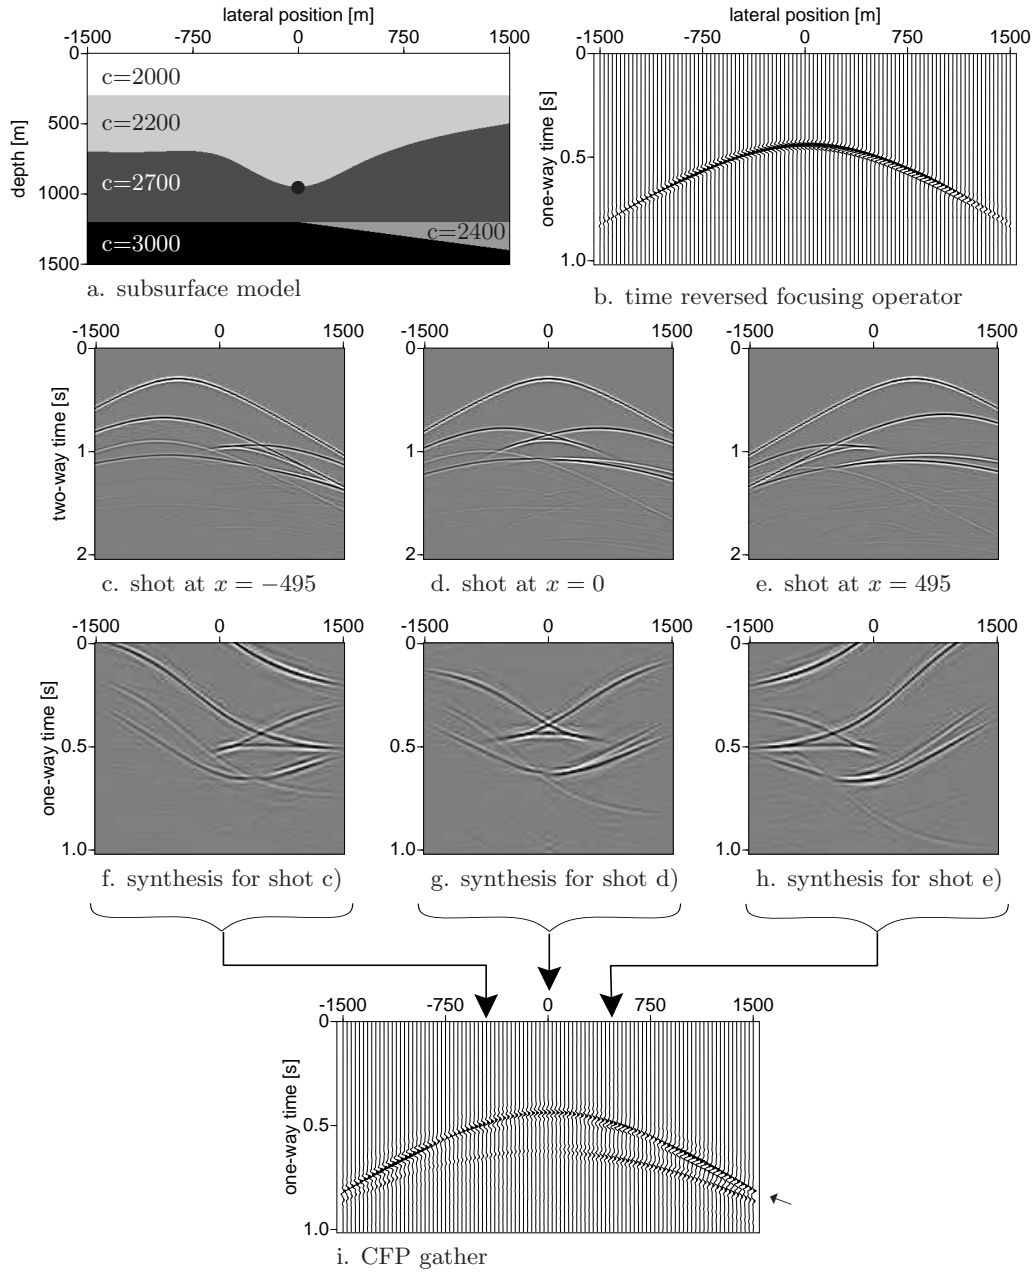 lateral position [m]
-1500 -750 0 750 1500
0
500
1000
1500
depth [m]
c=2000
c=2200
c=2700
c=2400
c=3000
a. subsurface model
lateral position [m]
-1500 -750 0 750 1500
0
0.5
1.0
one-way time [s]
b. time reversed focusing operator
-1500 0 1500
0
1
2
two-way time [s]
c. shot at x = −495
-1500 0 1500
0
1
2
d. shot at x = 0
-1500 0 1500
0
1
2
e. shot at x = 495
-1500 0 1500
0
0.5
1.0
one-way time [s]
f. synthesis for shot c)
-1500 0 1500
0
0.5
1.0
g. synthesis for shot d)
-1500 0 1500
0
0.5
1.0
h. synthesis for shot e)
-1500 -750 0 750 1500
0
0.5
1.0
one-way time [s]
i. CFP gather